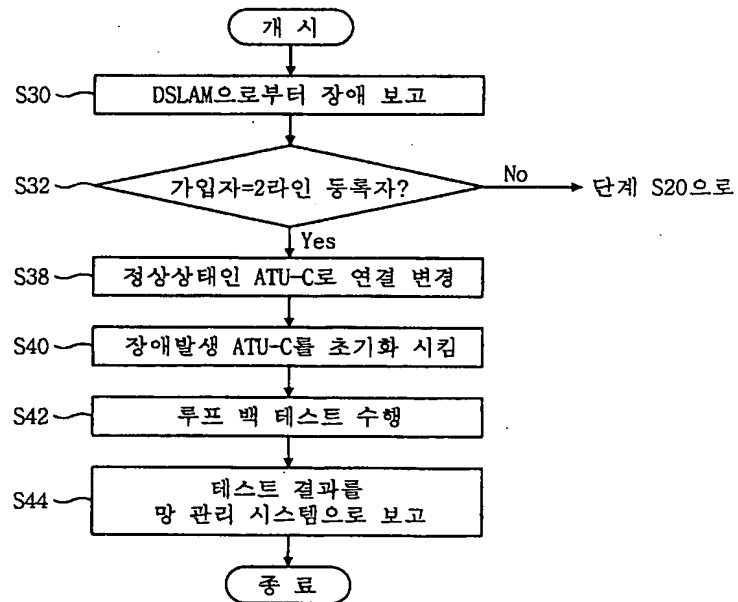 개 시
S30
DSLAM으로부터 장애 보고
S32
가입자=2라인 등록자?
No
단계 S20으로
Yes
S38
정상상태인 ATU-C로 연결 변경
S40
장애발생 ATU-C를 초기화 시킴
S42
루프 백 테스트 수행
S44
테스트 결과를
망 관리 시스템으로 보고
종 료